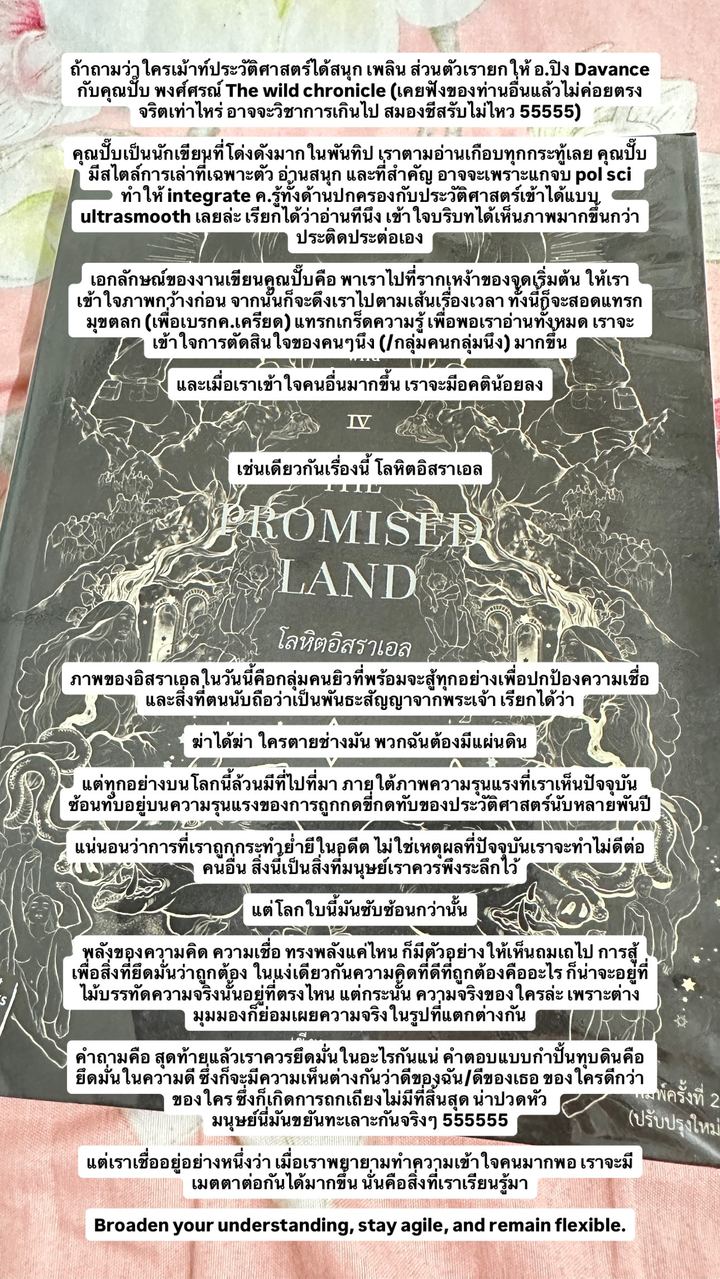 ถ้าถามว่าใครเม้าท์ประวัติศาสตร์ได้สนุก เพลิน ส่วนตัวเรายกให้ อ.ปิง Davance
กับคุณปั๊บ พงศ์ศรณ์ The wild chronicle (เคยฟังของท่านอื่นแล้วไม่ค่อยตรง
จริตเท่าไหร่ อาจจะวิชาการเกินไป สมองชีสรับไม่ไหว 55555)
คุณปั๊บเป็นนักเขียนที่โด่งดังมากในพันทิป เราตามอ่านเกือบทุกกระทู้เลย คุณปั๊บ
มีสไตล์การเล่าที่เฉพาะตัว อ่านสนุก และที่สำคัญ อาจจะเพราะแกจบ pol sci
ทำให้ integrate ค.รู้ทั้งด้านปกครองกับประวัติศาสตร์เข้าได้แบบ
ultrasmooth เลยล่ะ เรียกได้ว่าอ่านทีนึง เข้าใจบริบทได้เห็นภาพมากขึ้นกว่า
ประติดประต่อเอง
เอกลักษณ์ของงานเขียนคุณปั๊บคือ พาเราไปที่รากเหง้าของจุดเริ่มต้น ให้เรา
เข้าใจภาพกว้างก่อน จากนั้นก็จะดึงเราไปตามเส้นเรื่องเวลา ทั้งนี้ก็จะสอดแทรก
มุขตลก (เพื่อเบรกค.เครียด) แทรกเกร็ดความรู้ เพื่อพอเราอ่านทั้งหมด เราจะ
เข้าใจการตัดสินใจของคนๆนึง (/กลุ่มคนกลุ่มนึง) มากขึ้น
และเมื่อเราเข้าใจคนอื่นมากขึ้น เราจะมีอคติน้อยลง
IV
เช่นเดียวกันเรื่องนี้ โลหิตอิสราเอล
THE
PROMISED
LAND
โลหิตอิสราเอล
ภาพของอิสราเอลในวันนี้คือกลุ่มคนยิวที่พร้อมจะสู้ทุกอย่างเพื่อปกป้องความเชื่อ
และสิ่งที่ตนนับถือว่าเป็นพันธะสัญญาจากพระเจ้า เรียกได้ว่า
ฆ่าได้ฆ่า ใครตายช่างมัน พวกฉันต้องมีแผ่นดิน
แต่ทุกอย่างบนโลกนี้ล้วนมีที่ไปที่มา ภายใต้ภาพความรุนแรงที่เราเห็นปัจจุบัน
ซ้อนทับอยู่บนความรุนแรงของการถูกกดขี่กดทับของประวัติศาสตร์นับหลายพันปี
แน่นอนว่าการที่เราถูกกระทำย่ำยีในอดีต ไม่ใช่เหตุผลที่ปัจจุบันเราจะทำไม่ดีต่อ
คนอื่น สิ่งนี้เป็นสิ่งที่มนุษย์เราควรพึงระลึกไว้
แต่โลกใบนี้มันซับซ้อนกว่านั้น
พลังของความคิด ความเชื่อ ทรงพลังแค่ไหน ก็มีตัวอย่างให้เห็นถมเถไป การสู้
เพื่อสิ่งที่ยึดมั่นว่าถูกต้อง ในแง่เดียวกันความคิดที่ดีที่ถูกต้องคืออะไร ก็น่าจะอยู่ที่
ไม้บรรทัดความจริงนั้นอยู่ที่ตรงไหน แต่กระนั้น ความจริงของใครล่ะ เพราะต่าง
มุมมองก็ย่อมเผยความจริงในรูปที่แตกต่างกัน
คำถามคือ สุดท้ายแล้วเราควรยึดมั่นในอะไรกันแน่ คำตอบแบบกำปั้นทุบดินคือ
ยึดมั่นในความดี ซึ่งก็จะมีความเห็นต่างกันว่าดีของฉัน/ดีของเธอ ของใครดีกว่า
ของใคร ซึ่งก็เกิดการถกเถียงไม่มีที่สิ้นสุด น่าปวดหัว
มนุษย์นี่มันขยันทะเลาะกันจริงๆ 555555
พิมพ์ครั้งที่ 2
(ปรับปรุงใหม่
แต่เราเชื่ออยู่อย่างหนึ่งว่า เมื่อเราพยายามทำความเข้าใจคนมากพอ เราจะมี
เมตตาต่อกันได้มากขึ้น นั่นคือสิ่งที่เราเรียนรู้มา
Broaden your understanding, stay agile, and remain flexible.